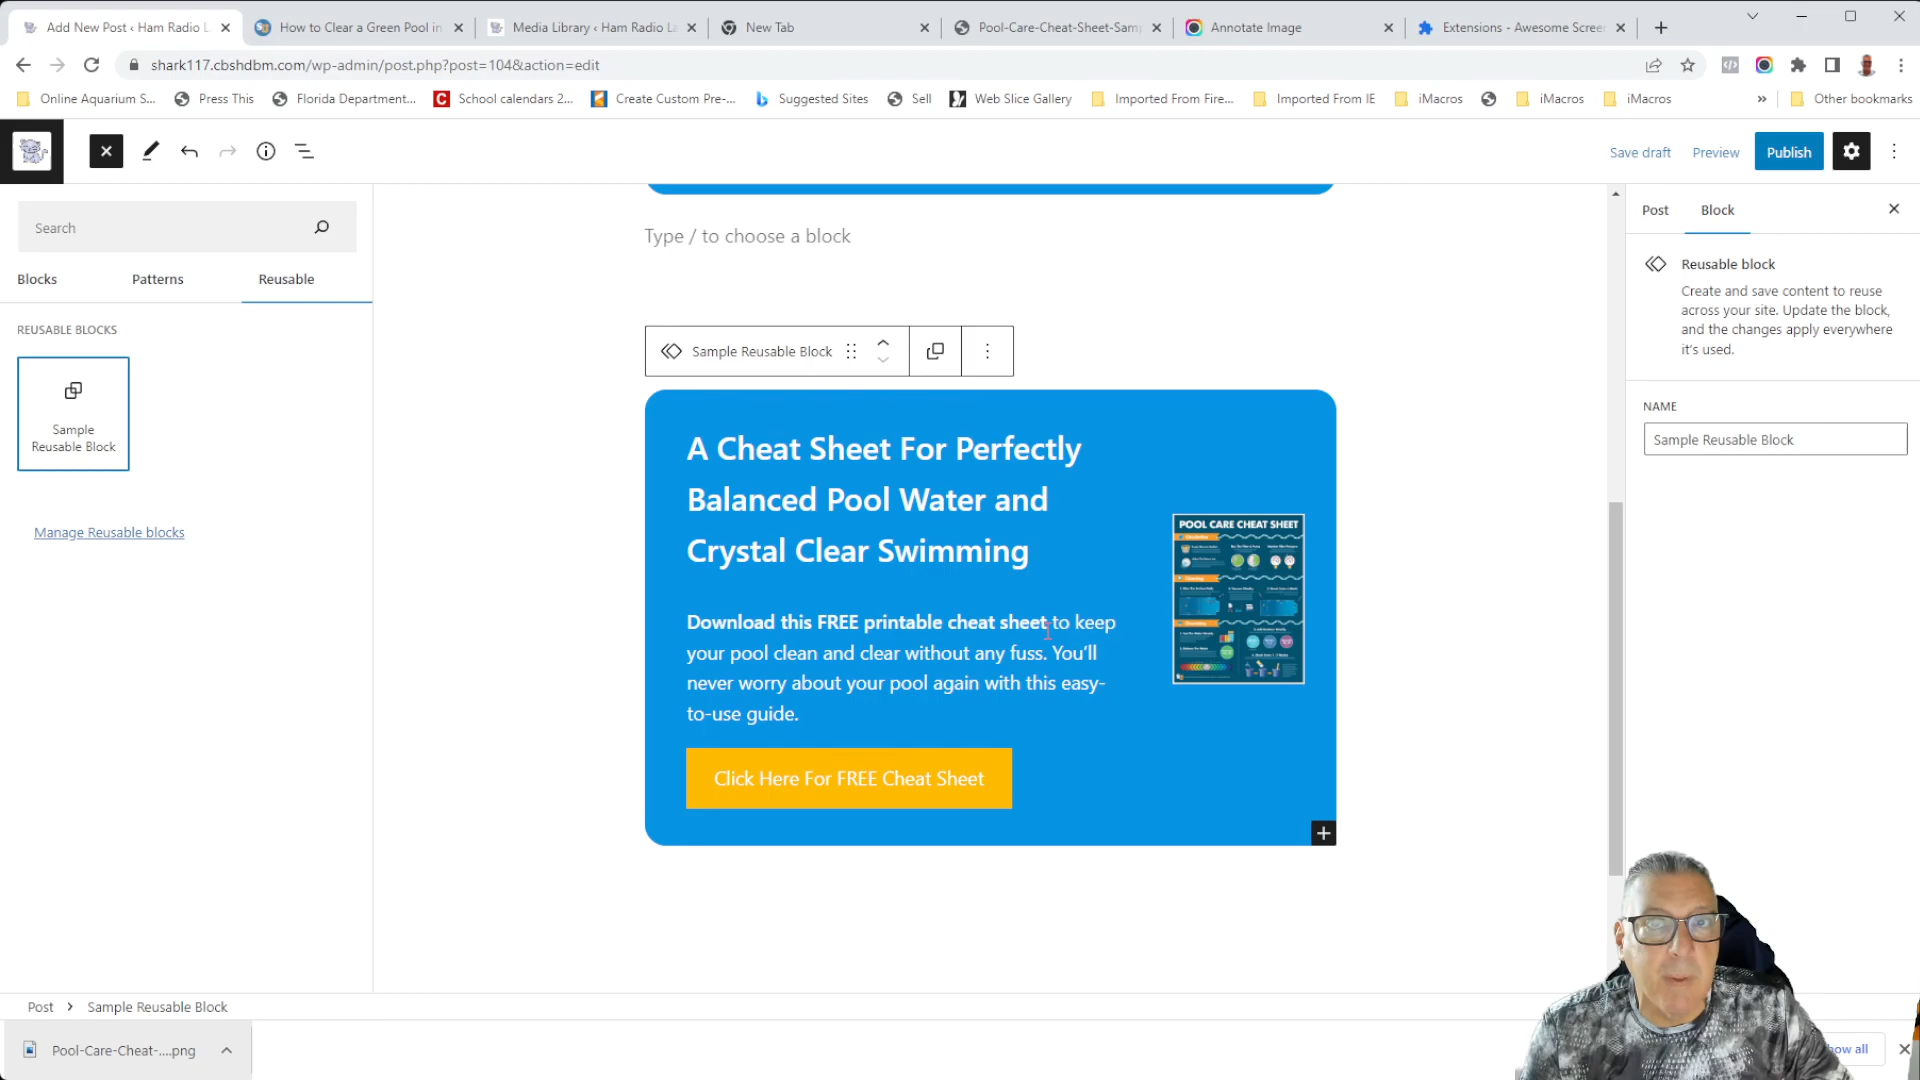 Add New Post ‹ Ham Radio L
How to Clear a Green Pool in
Media Library ‹ Ham Radio La
New Tab
Pool-Care-Cheat-Sheet-Sam
Annotate Image
Extensions - Awesome Screen
shark117.cbshdbm.com/wp-admin/post.php?post=104&action=edit
Online Aquarium S...
Press This
Florida Department...
School calendars 2...
Create Custom Pre-...
Suggested Sites
Sell
Web Slice Gallery
Imported From Fire...
Imported From IE
iMacros
iMacros
iMacros
»
Other bookmarks
Save draft
Preview
Publish
Search
Blocks
Patterns
Reusable
REUSABLE BLOCKS
Sample
Reusable Block
Manage Reusable blocks
Type / to choose a block
Sample Reusable Block
A Cheat Sheet For Perfectly
Balanced Pool Water and
Crystal Clear Swimming
Download this FREE printable cheat sheet to keep
your pool clean and clear without any fuss. You'll
never worry about your pool again with this easy-
to-use guide.
Click Here For FREE Cheat Sheet
POOL CARE CHEAT SHEET
Post
Block
Reusable block
Create and save content to reuse
across your site. Update the block,
and the changes apply everywhere
it's used.
NAME
Sample Reusable Block
Post
Sample Reusable Block
Pool-Care-Cheat-....png
ow all